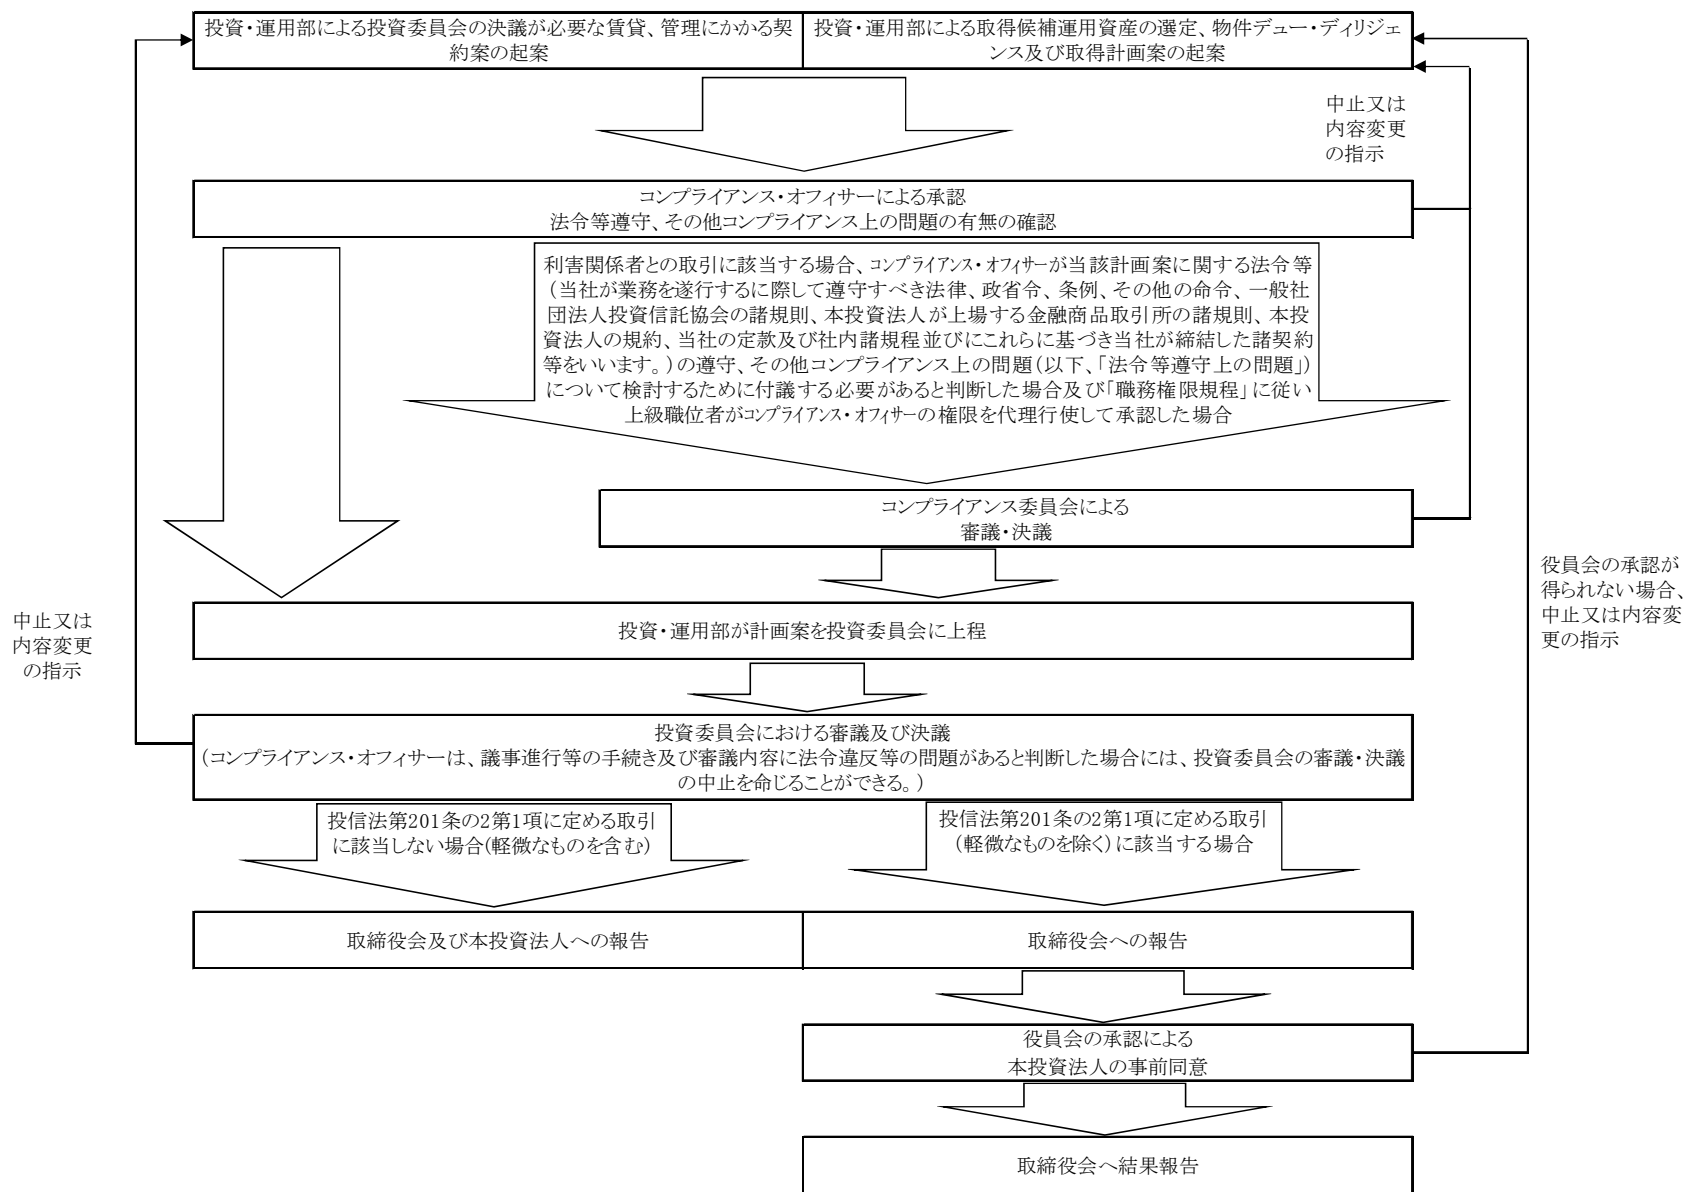 投資・運用部による投資委員会の決議が必要な賃貸、管理にかかる契
約案の起案
投資・運用部による取得候補運用資産の選定、物件デュー・ディリジェ
ンス及び取得計画案の起案
中止又は
内容変更
の指示
コンプライアンス・オフィサーによる承認
法令等遵守、その他コンプライアンス上の問題の有無の確認
利害関係者との取引に該当する場合、コンプライアンス・オフィサーが当該計画案に関する法令等
(当社が業務を遂行するに際して遵守すべき法律、政省令、条例、その他の命令、一般社
団法人投資信託協会の諸規則、本投資法人が上場する金融商品取引所の諸規則、本投
資法人の規約、当社の定款及び社内諸規程並びにこれらに基づき当社が締結した諸契約
等をいいます。)の遵守、その他コンプライアンス上の問題(以下、「法令等遵守上の問題」)
について検討するために付議する必要があると判断した場合及び「職務権限規程」に従い
上級職位者がコンプライアンス・オフィサーの権限を代理行使して承認した場合
コンプライアンス委員会による
審議・決議
役員会の承認が
得られない場合、
中止又は内容変
更の指示
中止又は
内容変更
の指示
投資・運用部が計画案を投資委員会に上程
投資委員会における審議及び決議
(コンプライアンス・オフィサーは、議事進行等の手続き及び審議内容に法令違反等の問題があると判断した場合には、投資委員会の審議・決議
の中止を命じることができる。)
投信法第201条の2第1項に定める取引
に該当しない場合(軽微なものを含む)
投信法第201条の2第1項に定める取引
(軽微なものを除く)に該当する場合
取締役会及び本投資法人への報告
取締役会への報告
役員会の承認による
本投資法人の事前同意
取締役会へ結果報告